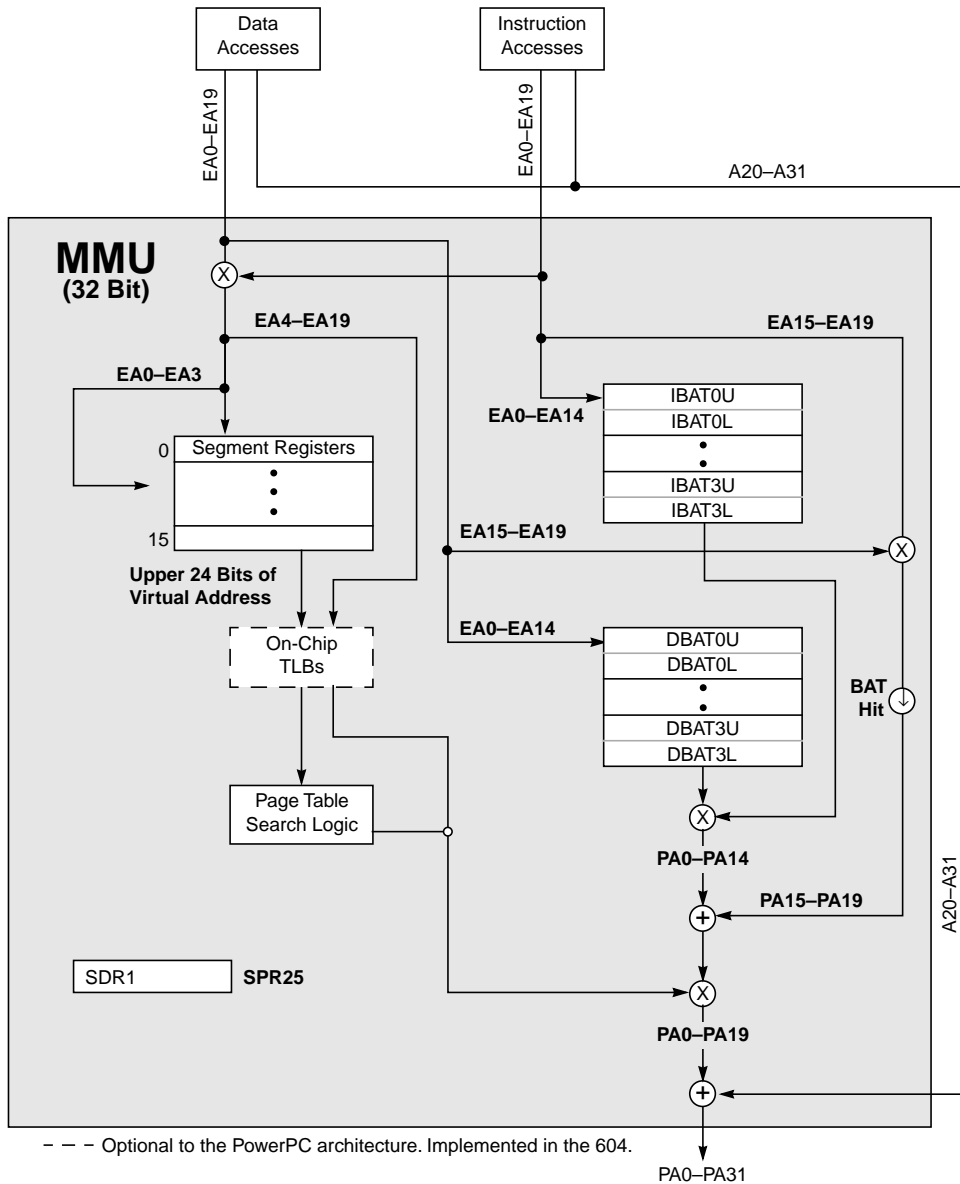 Data
Accesses
Instruction
Accesses
EA0–EA19
EA0–EA19
A20–A31
MMU
(32 Bit)
X
EA4–EA19
EA15–EA19
EA0–EA3
EA0–EA14
IBAT0U
IBAT0L
•
•
IBAT3U
IBAT3L
0
Segment Registers
•
•
•
15
EA15–EA19
X
Upper 24 Bits of
Virtual Address
On-Chip
TLBs
EA0–EA14
DBAT0U
DBAT0L
•
•
DBAT3U
DBAT3L
BAT
Hit
↓
Page Table
Search Logic
X
PA0–PA14
PA15–PA19
+
A20–A31
SDR1
SPR25
X
PA0–PA19
+
– – – Optional to the PowerPC architecture. Implemented in the 604.
PA0–PA31